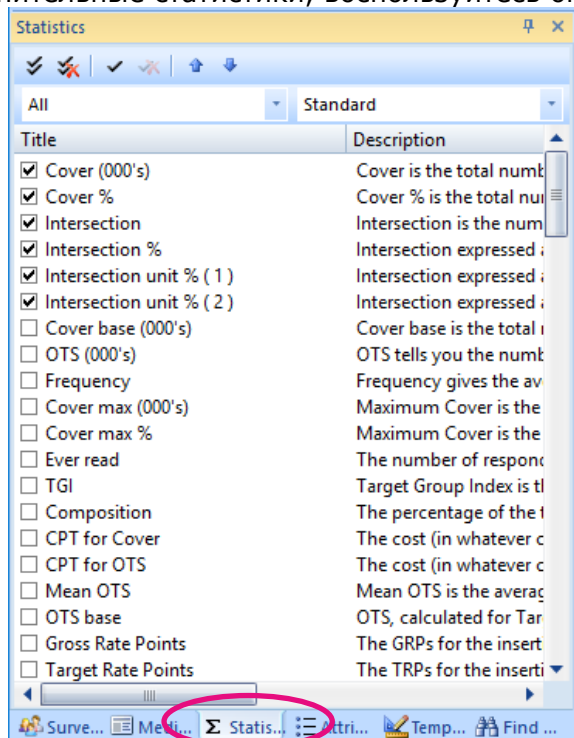 Statistics
All Standard
Title Description
Cover (000's) Cover is the total numb
Cover % Cover % is the total nu
Intersection Intersection is the num
Intersection % Intersection expressed
Intersection unit % ( 1 ) Intersection expressed
Intersection unit % ( 2 ) Intersection expressed
Cover base (000's) Cover base is the total
OTS (000's) OTS tells you the numb
Frequency Frequency gives the av
Cover max (000's) Maximum Cover is the
Cover max % Maximum Cover is the
Ever read The number of respond
TGI Target Group Index is t
Composition The percentage of the
CPT for Cover The cost (in whatever c
CPT for OTS The cost (in whatever c
Mean OTS Mean OTS is the averag
OTS base OTS, calculated for Tar
Gross Rate Points The GRPs for the insert
Target Rate Points The TRPs for the inserti
Surve... Medi... Σ Statis... Attri... Temp... Find ...